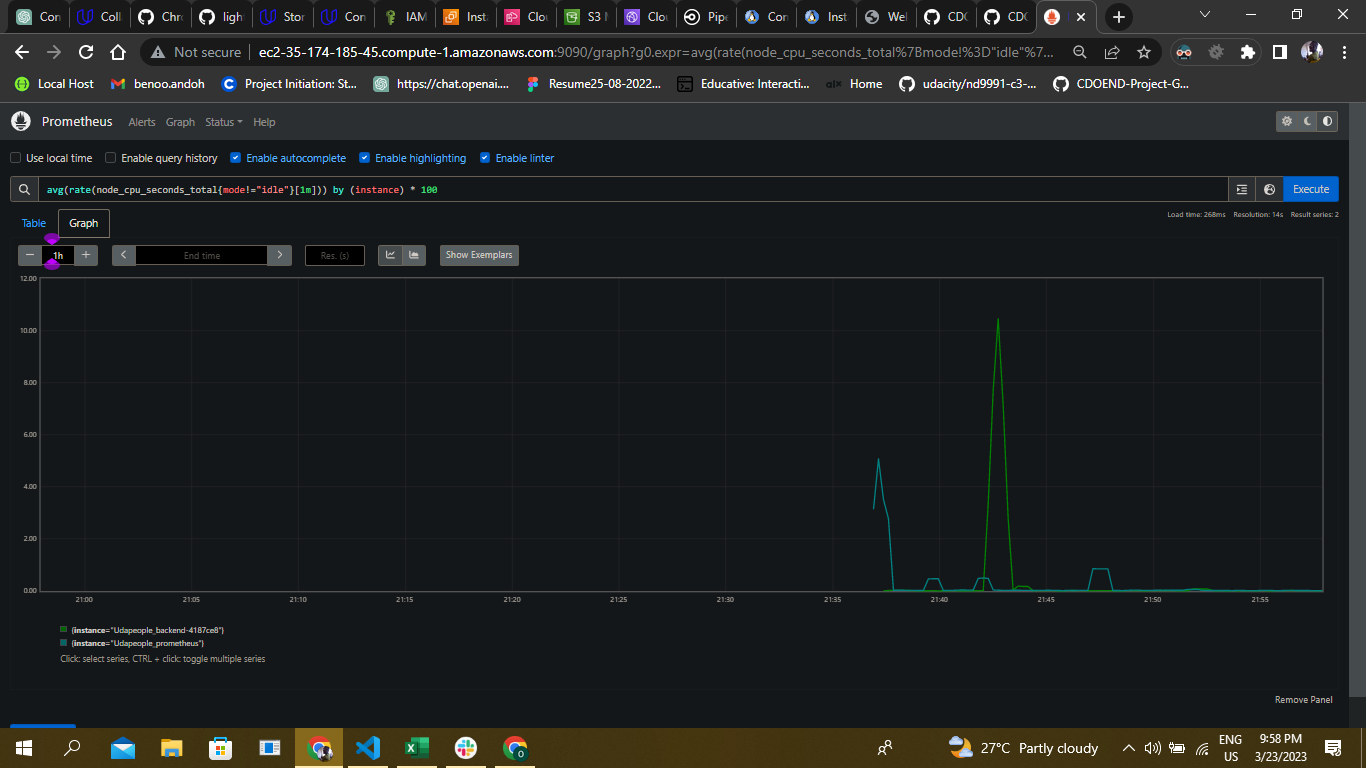 Con
Coll
Chro
light
Stor
Con
IAM
Inst
Clou
S3 M
Clou
Pipe
Con
Inst
Wel
CDC
CDC
Not secure
ec2-35-174-185-45.compute-1.amazonaws.com:9090/graph?g0.expr=avg(rate(node_cpu_seconds_total%7Bmodel%3D"idle"%7...
Local Host
benoo.andoh
Project Initiation: St...
https://chat.openai....
Resume25-08-2022...
Educative: Interacti...
alx Home
udacity/nd9991-c3-...
CDOEND-Project-G...
Prometheus Alerts Graph Status Help
Use local time Enable query history Enable autocomplete Enable highlighting Enable linter
avg(rate(node_cpu_seconds_total{mode!="idle"}[1m])) by (instance) * 100
Execute
Table Graph
Load time: 268ms Resolution: 14s Result series: 2
− 1h + < End time > Res. (s) Show Exemplars
12.00
10.00
8.00
6.00
4.00
2.00
0.00
21:00 21:05 21:10 21:15 21:20 21:25 21:30 21:35 21:40 21:45 21:50 21:55
{instance="Udapeople_backend-4187ce8"}
{instance="Udapeople_prometheus"}
Click: select series, CTRL + click: toggle multiple series
Remove Panel
27°C Partly cloudy
ENG
US
9:58 PM
3/23/2023